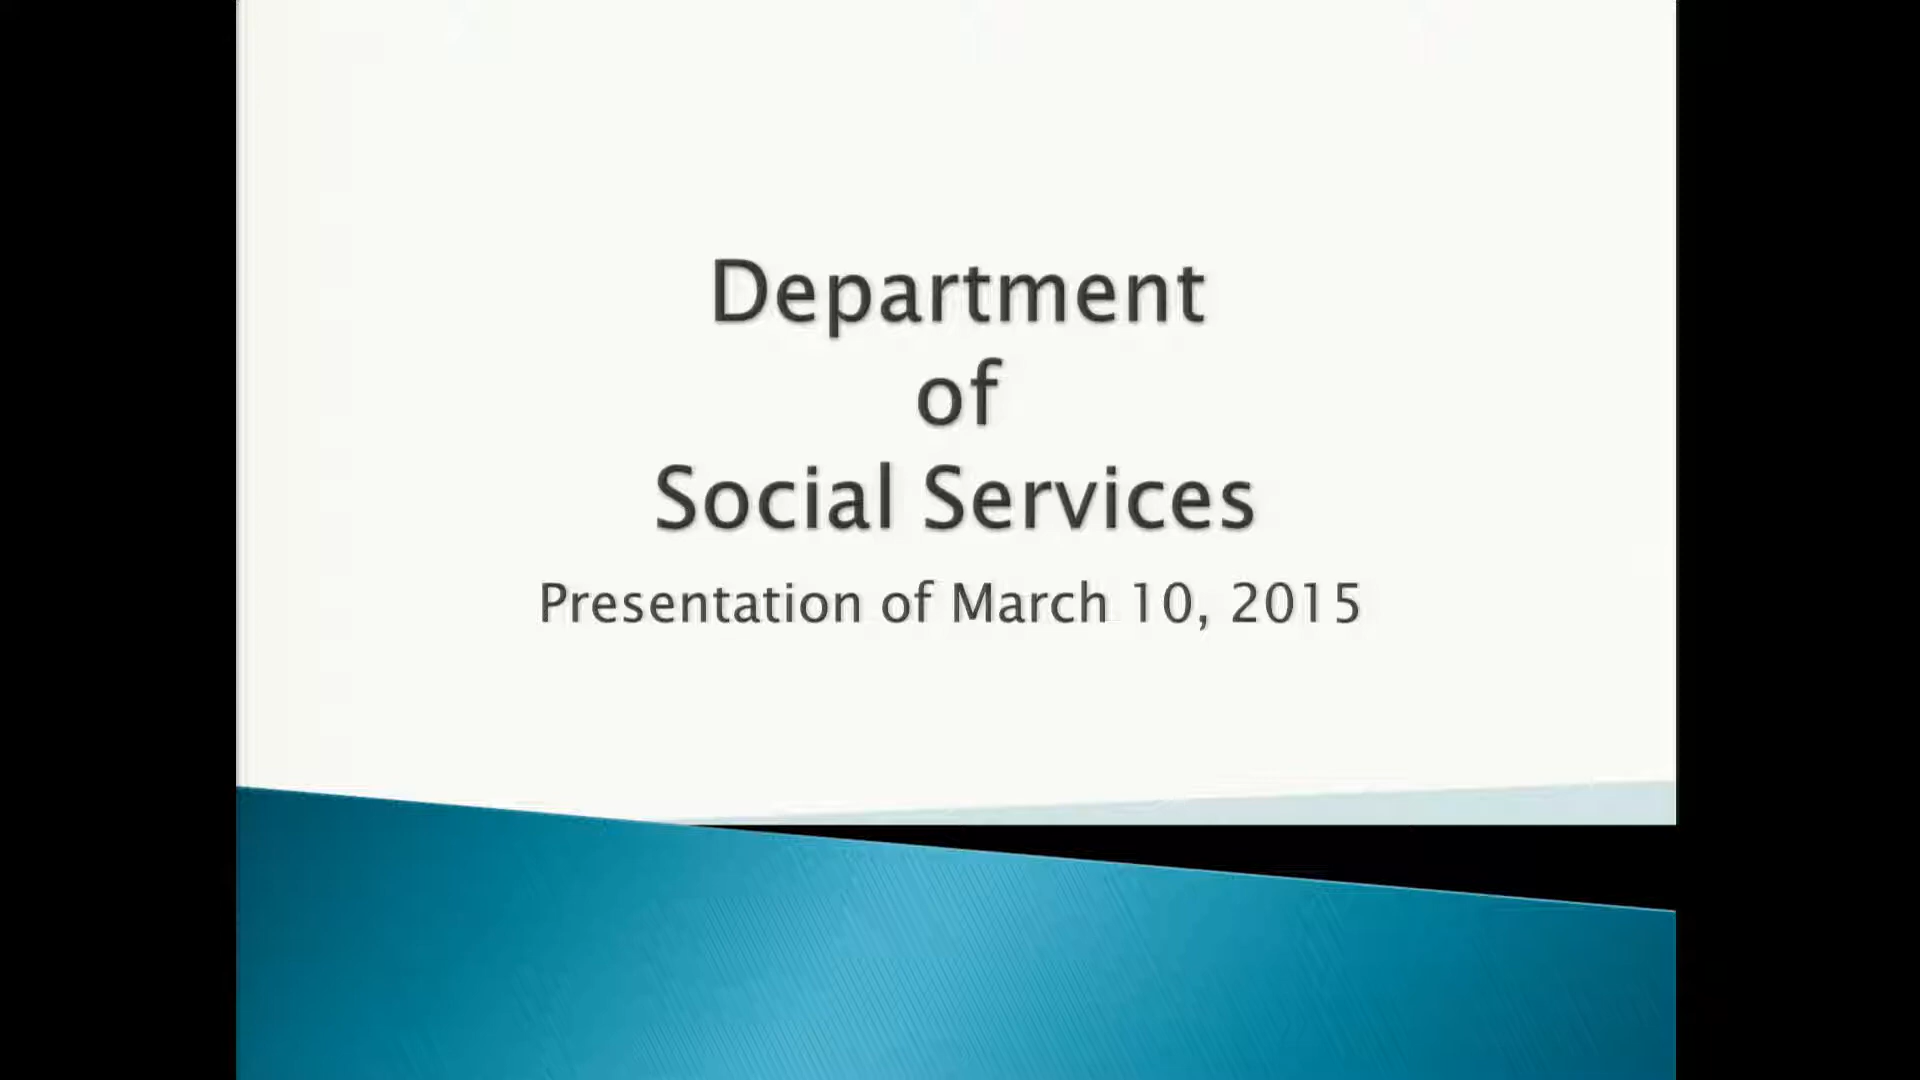 Department
of
Social Services
Presentation of March 10, 2015